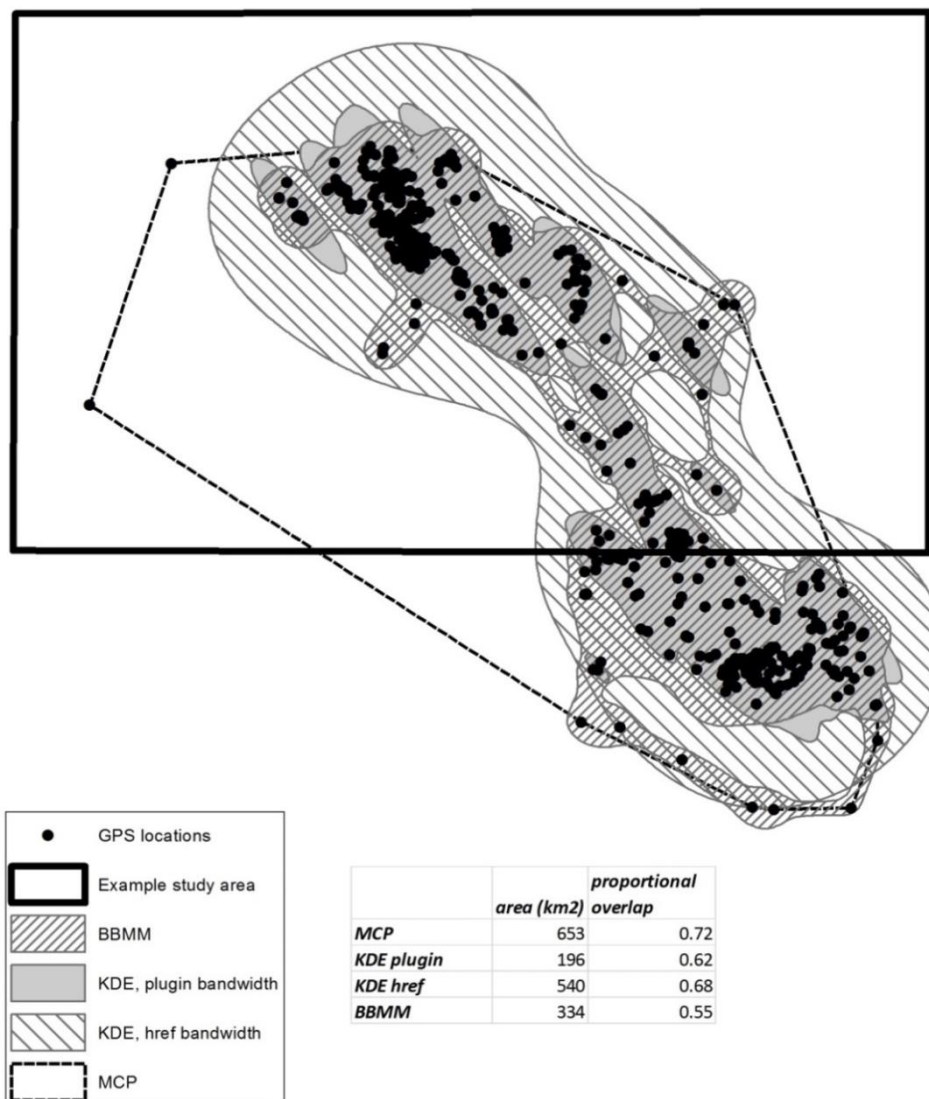 GPS locations
Example study area
BBMM
KDE, plugin bandwidth
KDE, href bandwidth
MCP
proportional
area (km2) overlap
MCP 653 0.72
KDE plugin 196 0.62
KDE href 540 0.68
BBMM 334 0.55